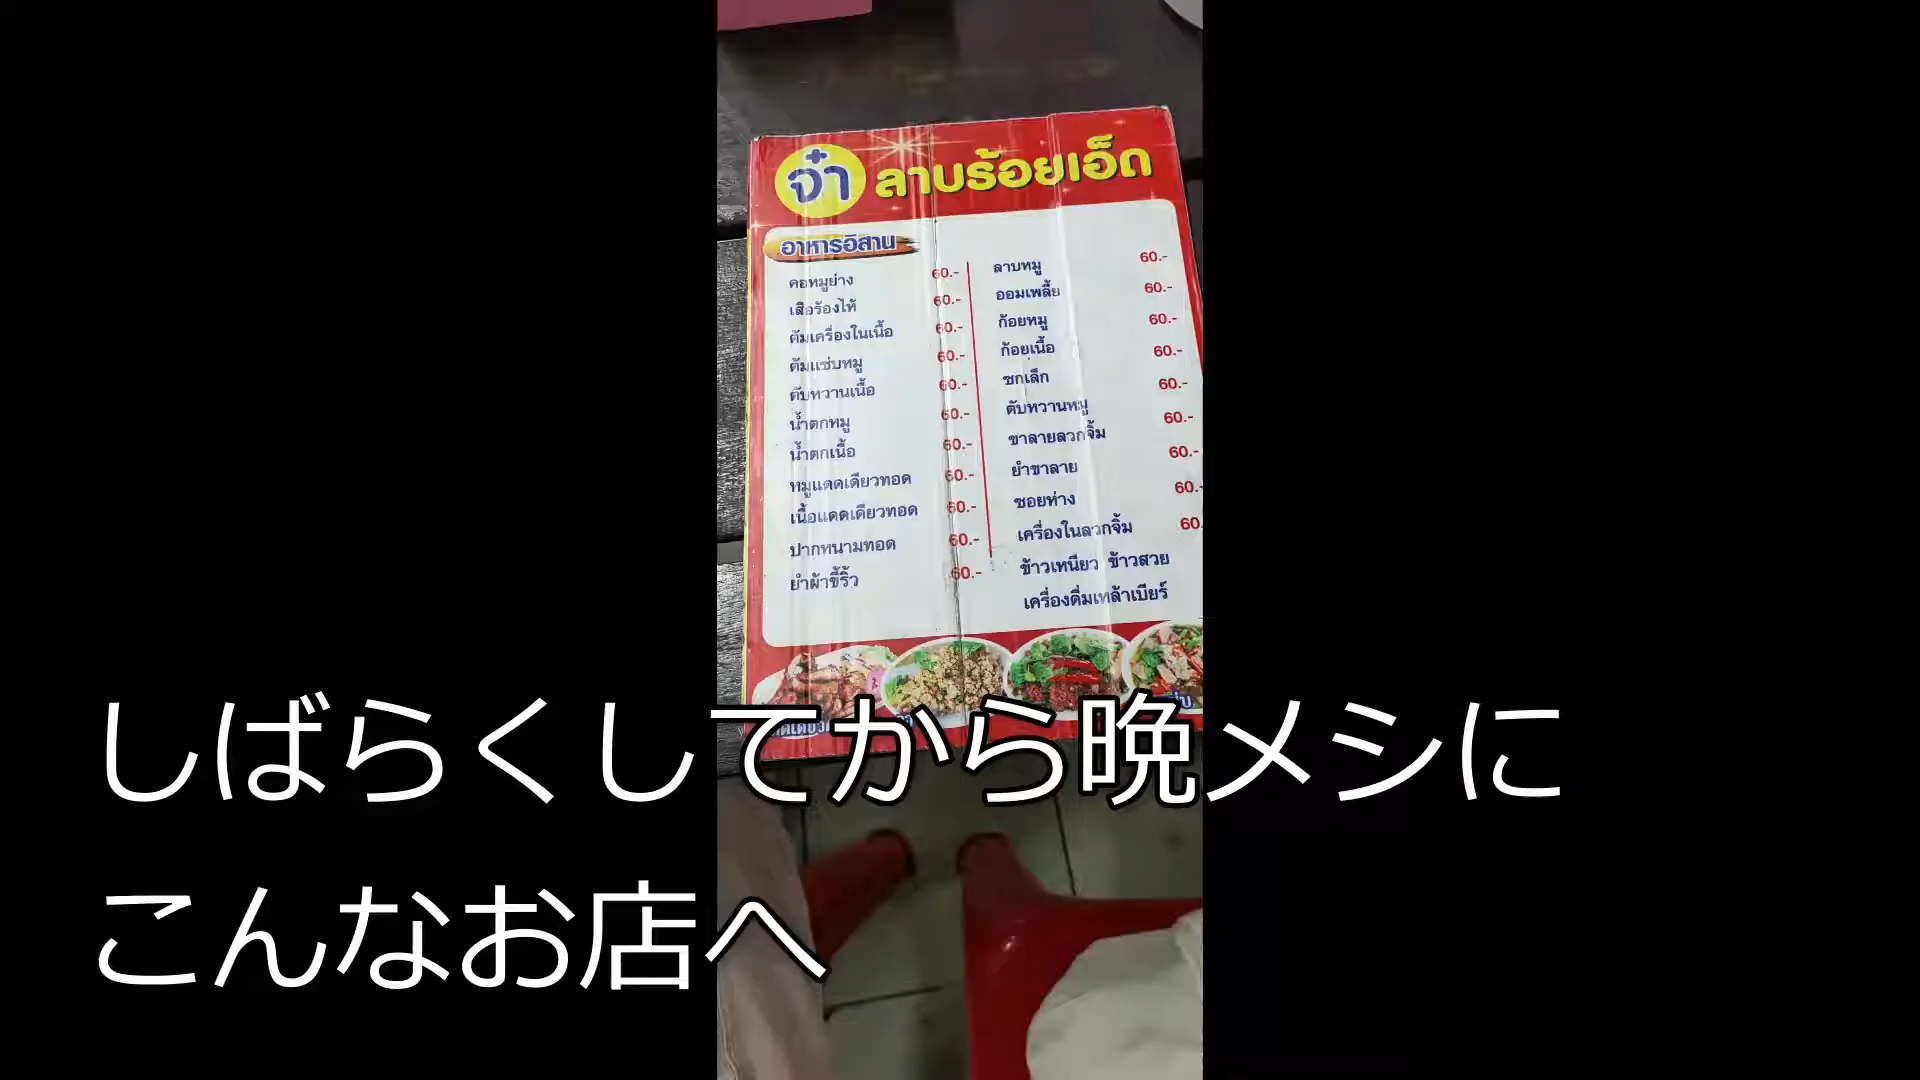 จ๋า ลาบร้อยเอ็ด
อาหารอิสาน
คอหมูย่าง 60.-
เสือร้องไห้ 60.-
ต้มเครื่องในเนื้อ 60.-
ต้มแซ่บหมู 60.-
ตับหวานเนื้อ 60.-
น้ำตกหมู 60.-
น้ำตกเนื้อ 60.-
หมูแดดเดียวทอด 60.-
เนื้อแดดเดียวทอด 60.-
ปากหนามทอด 60.-
ยำผ้าขี้ริ้ว 60.-
ลาบหมู 60.-
ออมเพลี้ย 60.-
ก้อยหมู 60.-
ก้อยเนื้อ 60.-
ซกเล็ก 60.-
ตับหวานหมู 60.-
ขาลายลวกจิ้ม 60.-
ยำขาลาย 60.-
ซอยห่าง 60.-
เครื่องในลวกจิ้ม 60.
ข้าวเหนียว ข้าวสวย
เครื่องดื่มเหล้าเบียร์
しばらくしてから晩メシに
こんなお店へ